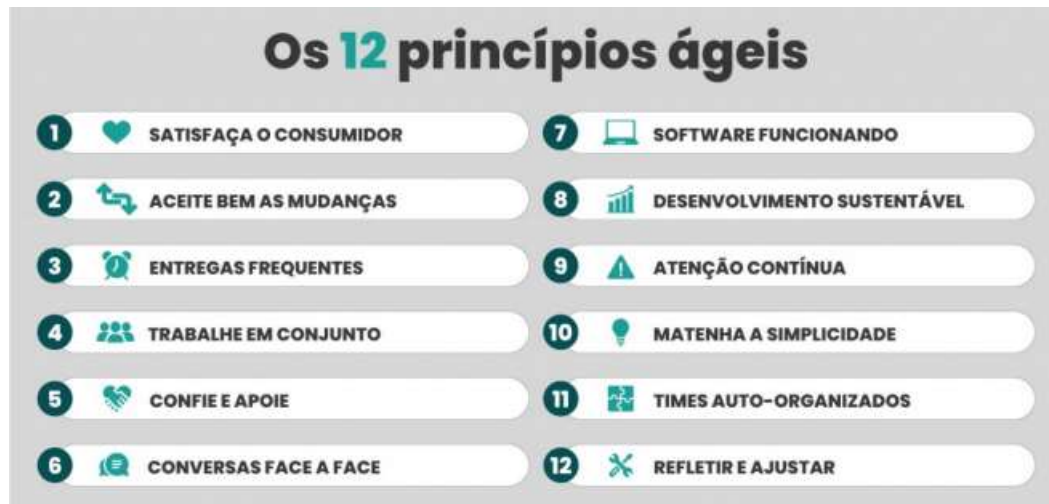 Os 12 princípios ágeis
1 SATISFAÇA O CONSUMIDOR
2 ACEITE BEM AS MUDANÇAS
3 ENTREGAS FREQUENTES
4 TRABALHE EM CONJUNTO
5 CONFIE E APOIE
6 CONVERSAS FACE A FACE
7 SOFTWARE FUNCIONANDO
8 DESENVOLVIMENTO SUSTENTÁVEL
9 ATENÇÃO CONTÍNUA
10 MATENHA A SIMPLICIDADE
11 TIMES AUTO-ORGANIZADOS
12 REFLETIR E AJUSTAR